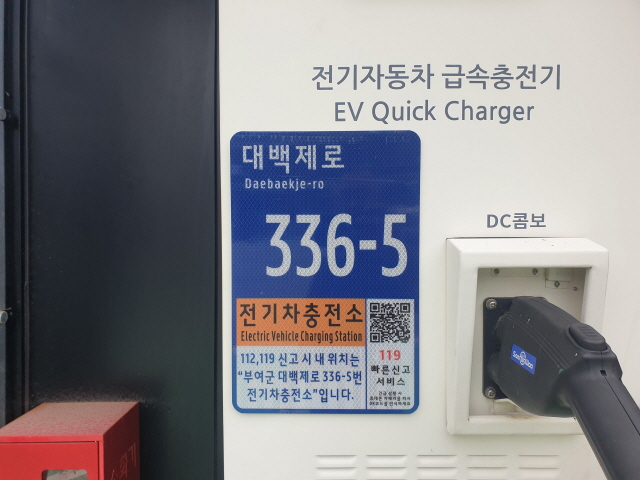 전기자동차 급속충전기
EV Quick Charger
대백제로
Daebaekje-ro
336-5
전기차충전소
Electric Vehicle Charging Station
112,119 신고 시 내 위치는
"부여군 대백제로 336-5번
전기차충전소"입니다.
119
빠른신고
서비스
DC콤보